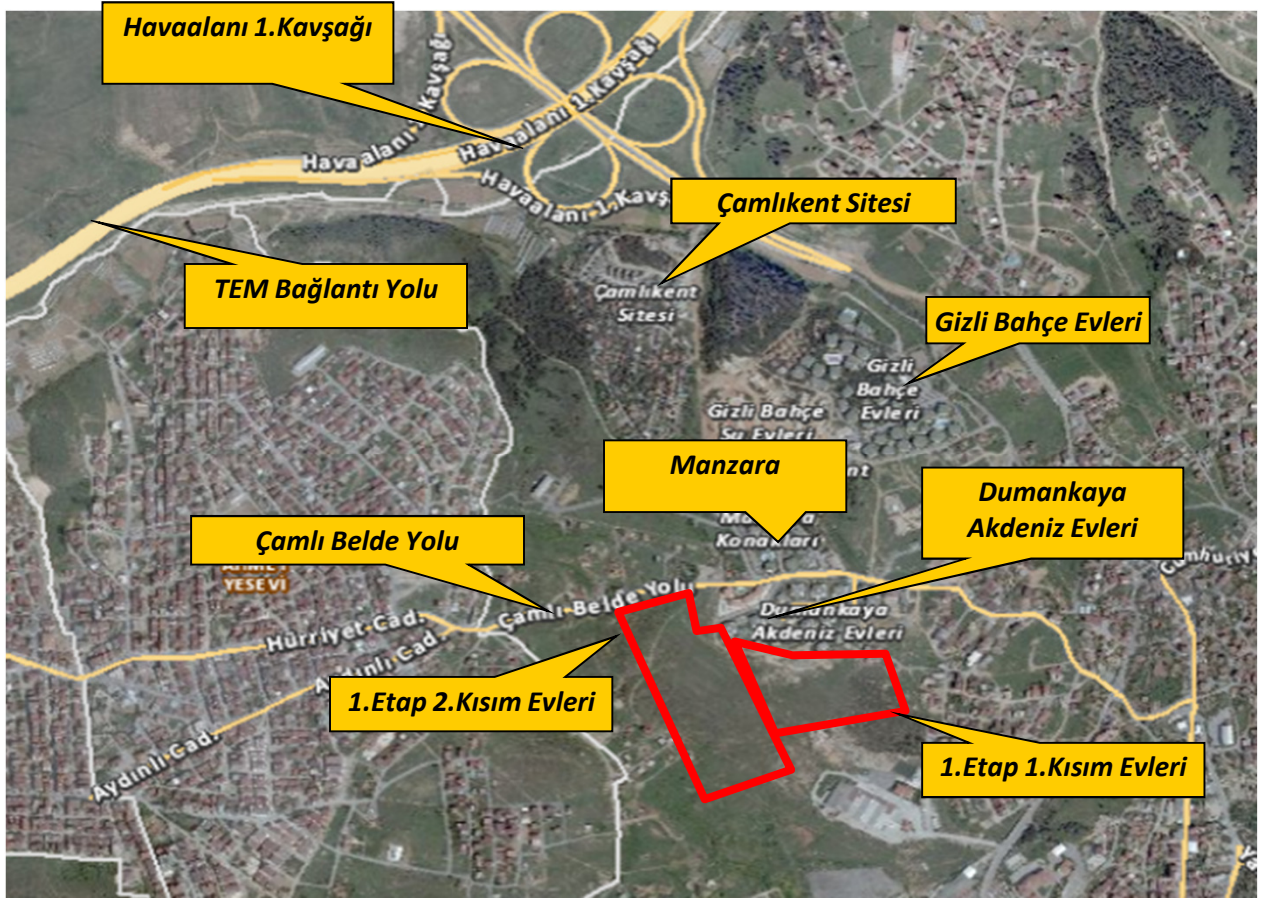 Havaalanı 1.Kavşağı
Havaalanı 1.Kavşağı
Havaalanı 1.Kavşağı
Çamlıkent Sitesi
TEM Bağlantı Yolu
Çamlıkent
Sitesi
Gizli Bahçe Evleri
Gizli
Bahçe
Evleri
Gizli Bahçe
Su Evleri
Manzara
Dumankaya
Akdeniz Evleri
Konakları
Çamlı Belde Yolu
YESEVİ
Çamlı Belde Yolu
Dumankaya
Akdeniz Evleri
Hürriyet Cad.
Aydınlı Cad.
1.Etap 2.Kısım Evleri
1.Etap 1.Kısım Evleri
Aydınlı Cad.